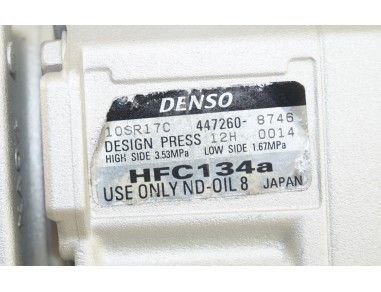 DENSO
10SR17C 447260- 8746
DESIGN PRESS 12H 0014
HIGH SIDE 3.53MPa LOW SIDE 1.67MPa
HFC134a
USE ONLY ND-OIL 8 JAPAN